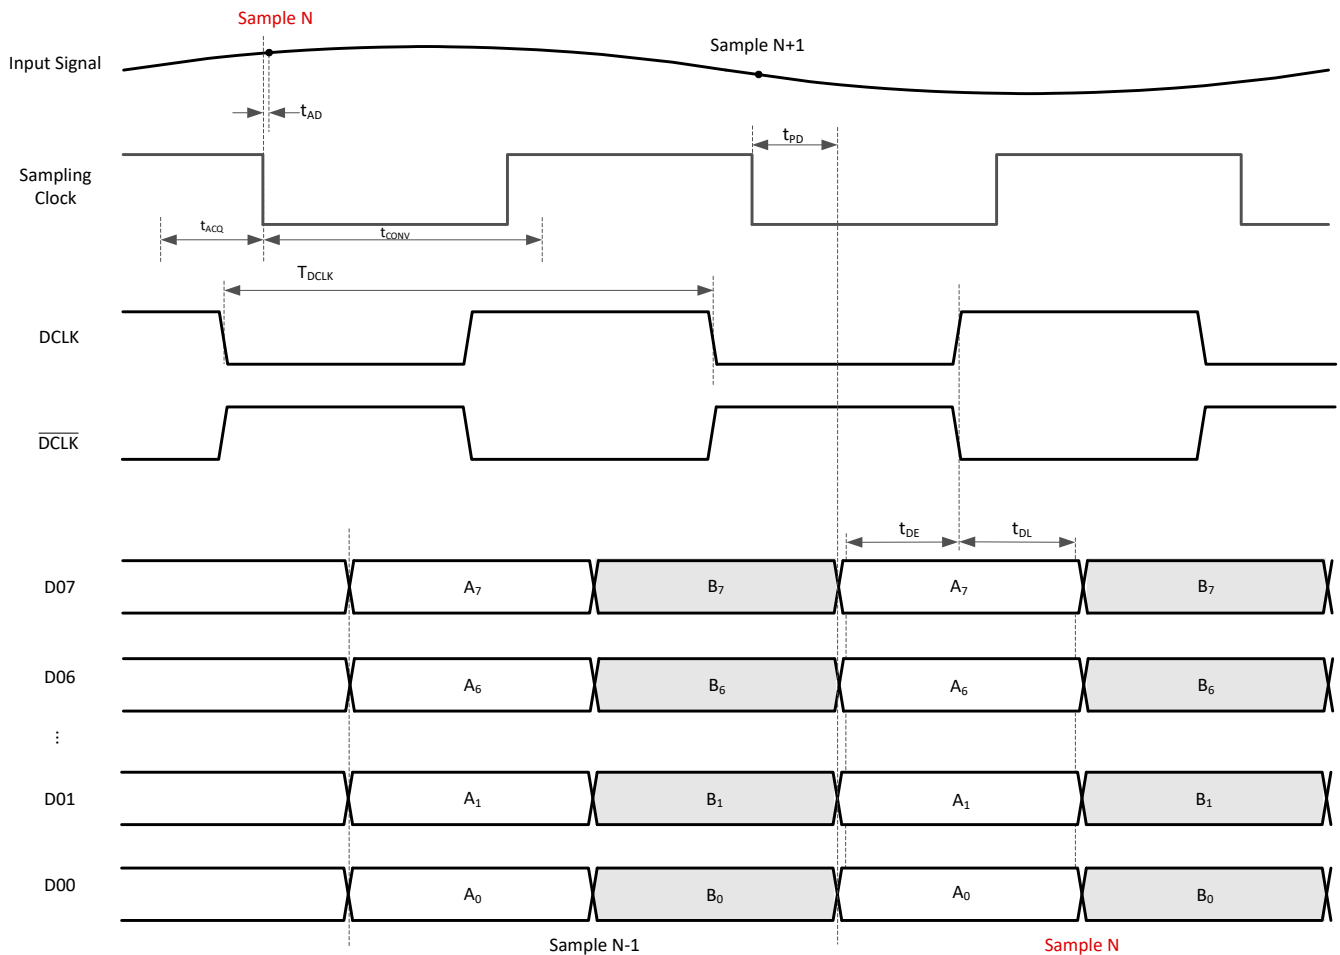 Sample N
Input Signal
Sample N+1
tAD
tPD
Sampling
Clock
tACQ
tCONV
TDCLK
DCLK
DCLK
tDE
tDL
D07
A7
B7
A7
B7
D06
A6
B6
A6
B6
...
D01
A1
B1
A1
B1
D00
A0
B0
A0
B0
Sample N-1
Sample N